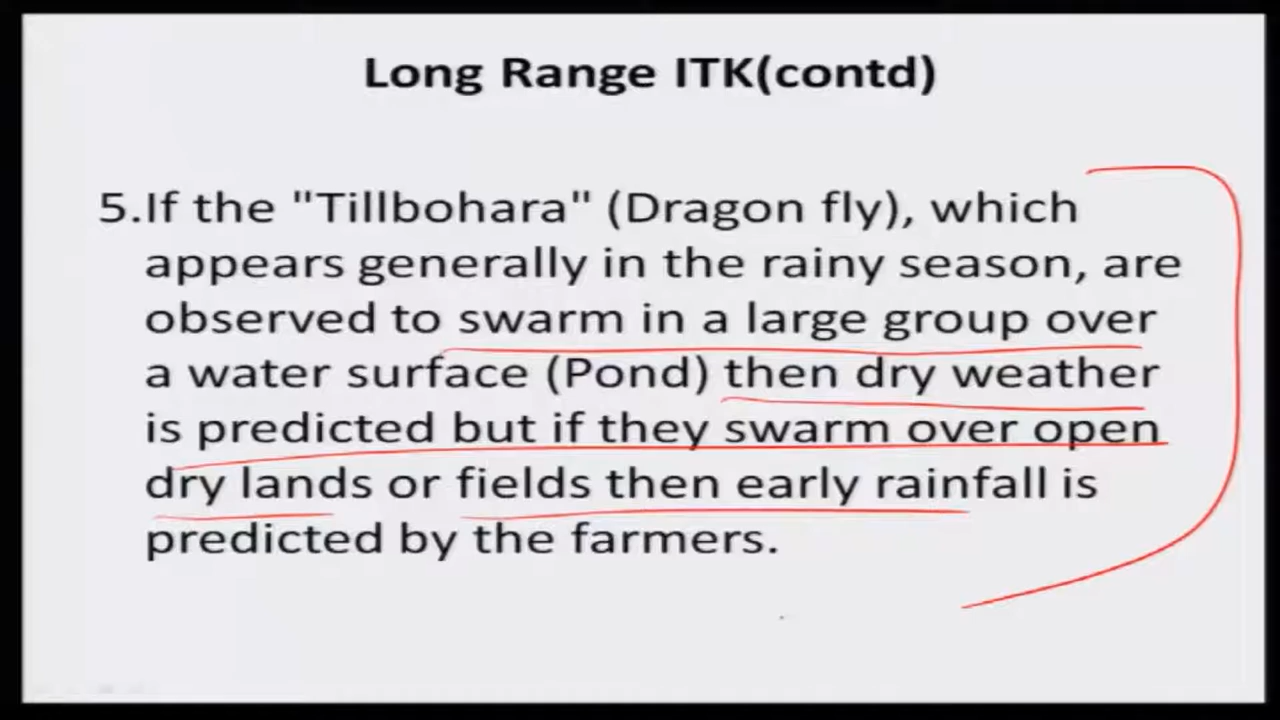 Long Range ITK(contd)
5.If the "Tillbohara" (Dragon fly), which
appears generally in the rainy season, are
observed to swarm in a large group over
a water surface (Pond) then dry weather
is predicted but if they swarm over open
dry lands or fields then early rainfall is
predicted by the farmers.